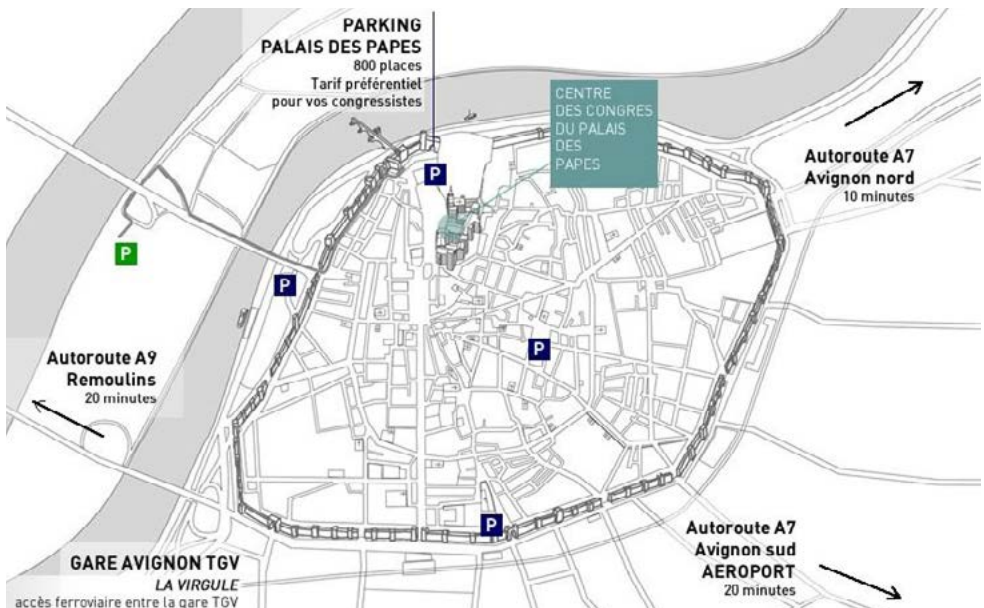 PARKING
PALAIS DES PAPES
800 places
Tarif préférentiel
pour vos congressistes
CENTRE
DES CONGRES
DU PALAIS
DES
PAPES
Autoroute A7
Avignon nord
10 minutes
P
P
P
P
P
Autoroute A9
Remoulins
20 minutes
GARE AVIGNON TGV
LA VIRGULE
accès ferroviaire entre la gare TGV
Autoroute A7
Avignon sud
AEROPORT
20 minutes